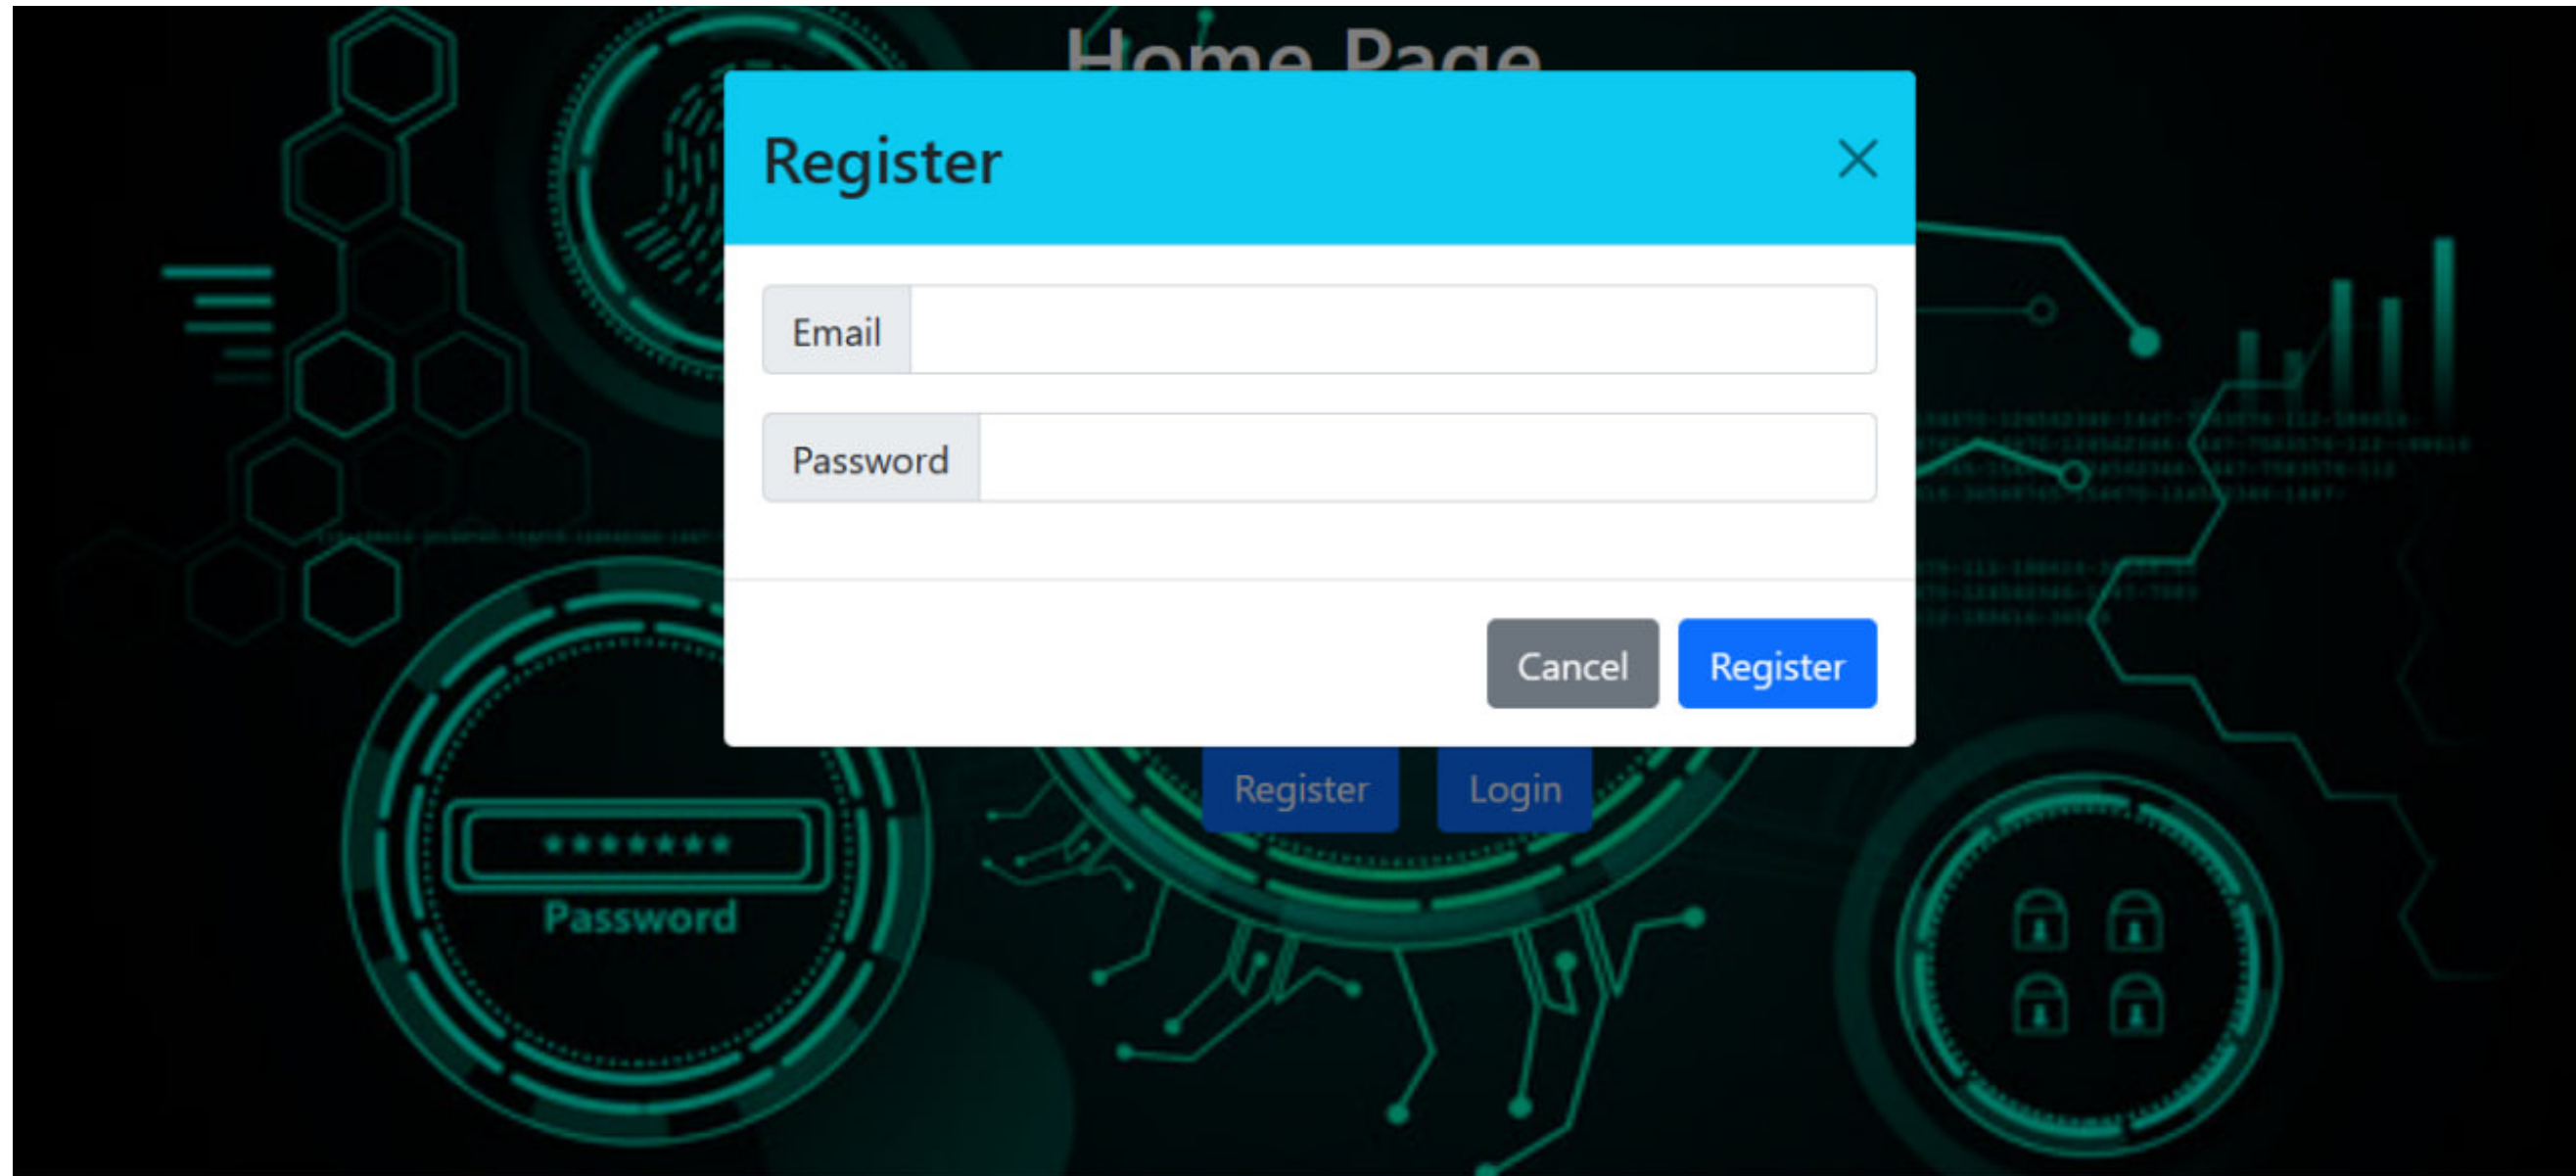 Home Page
Register
Email
Password
Cancel Register
Register Login
*******
Password